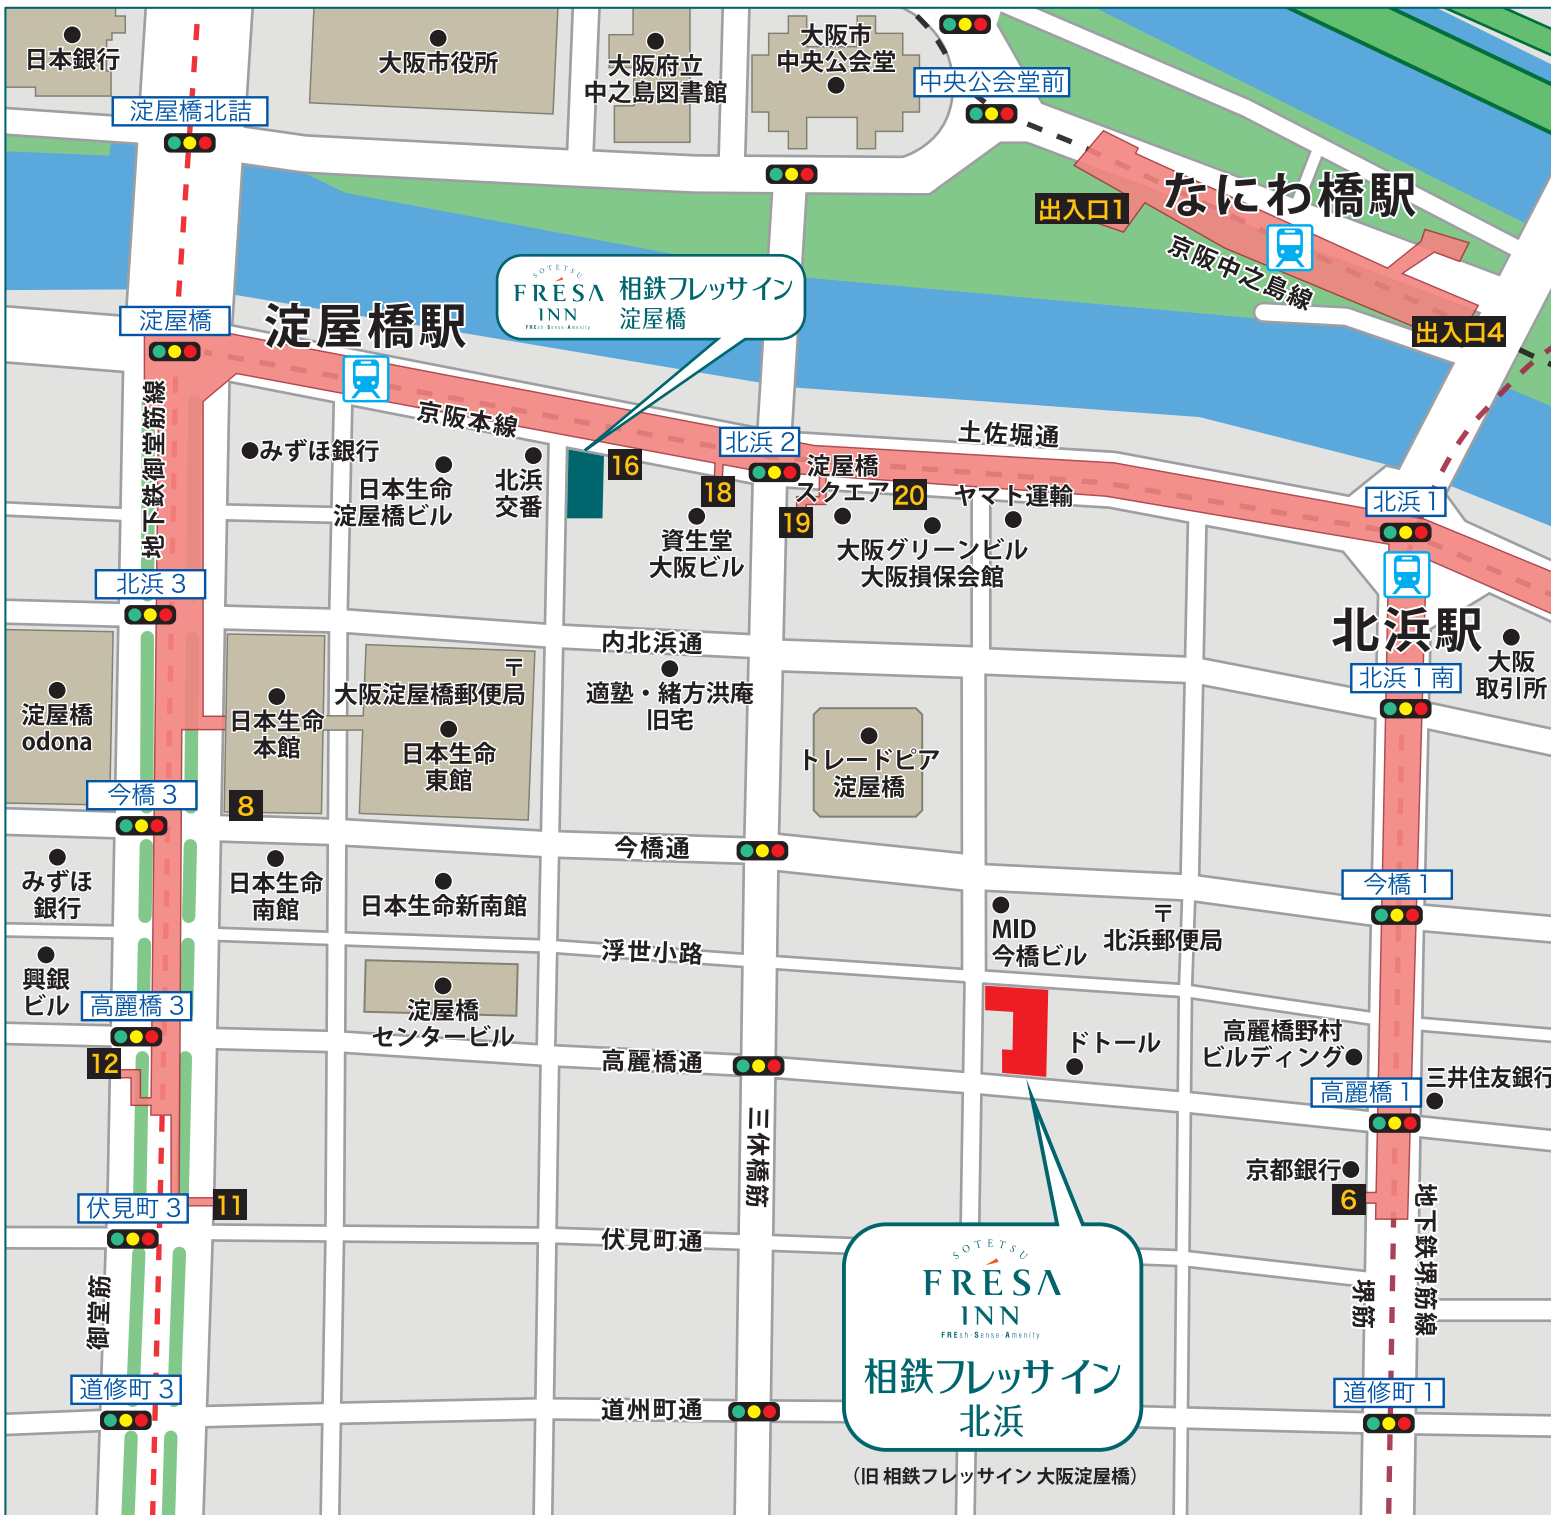 日本銀行
大阪市役所
大阪府立
中之島図書館
大阪市
中央公会堂
中央公会堂前
淀屋橋北詰
なにわ橋駅
出入口1
京阪中之島線
出入口4
SOTETSU
FRESA
INN
FREsh·Sense·Amenity
相鉄フレッサイン
淀屋橋
淀屋橋
淀屋橋駅
地下鉄御堂筋線
京阪本線
北浜2
土佐堀通
みずほ銀行
日本生命
淀屋橋ビル
北浜
交番
16
18
資生堂
大阪ビル
19
淀屋橋
スクエア
20
ヤマト運輸
大阪グリーンビル
大阪損保会館
北浜1
北浜駅
北浜1南
大阪
取引所
北浜3
内北浜通
適塾・緒方洪庵
旧宅
〒
大阪淀屋橋郵便局
日本生命
本館
日本生命
東館
淀屋橋
odona
トレードピア
淀屋橋
今橋3
8
今橋通
今橋1
みずほ
銀行
日本生命
南館
日本生命新南館
MID
今橋ビル
〒
北浜郵便局
浮世小路
興銀
ビル
高麗橋3
淀屋橋
センタービル
12
高麗橋通
ドトール
高麗橋野村
ビルディング
三井住友銀行
高麗橋1
三休橋筋
京都銀行
6
11
伏見町3
伏見町通
地下鉄堺筋線
堺筋
御堂筋
SOTETSU
FRESA
INN
FREsh·Sense·Amenity
相鉄フレッサイン
北浜
(旧 相鉄フレッサイン 大阪淀屋橋)
道修町3
道州町通
道修町1